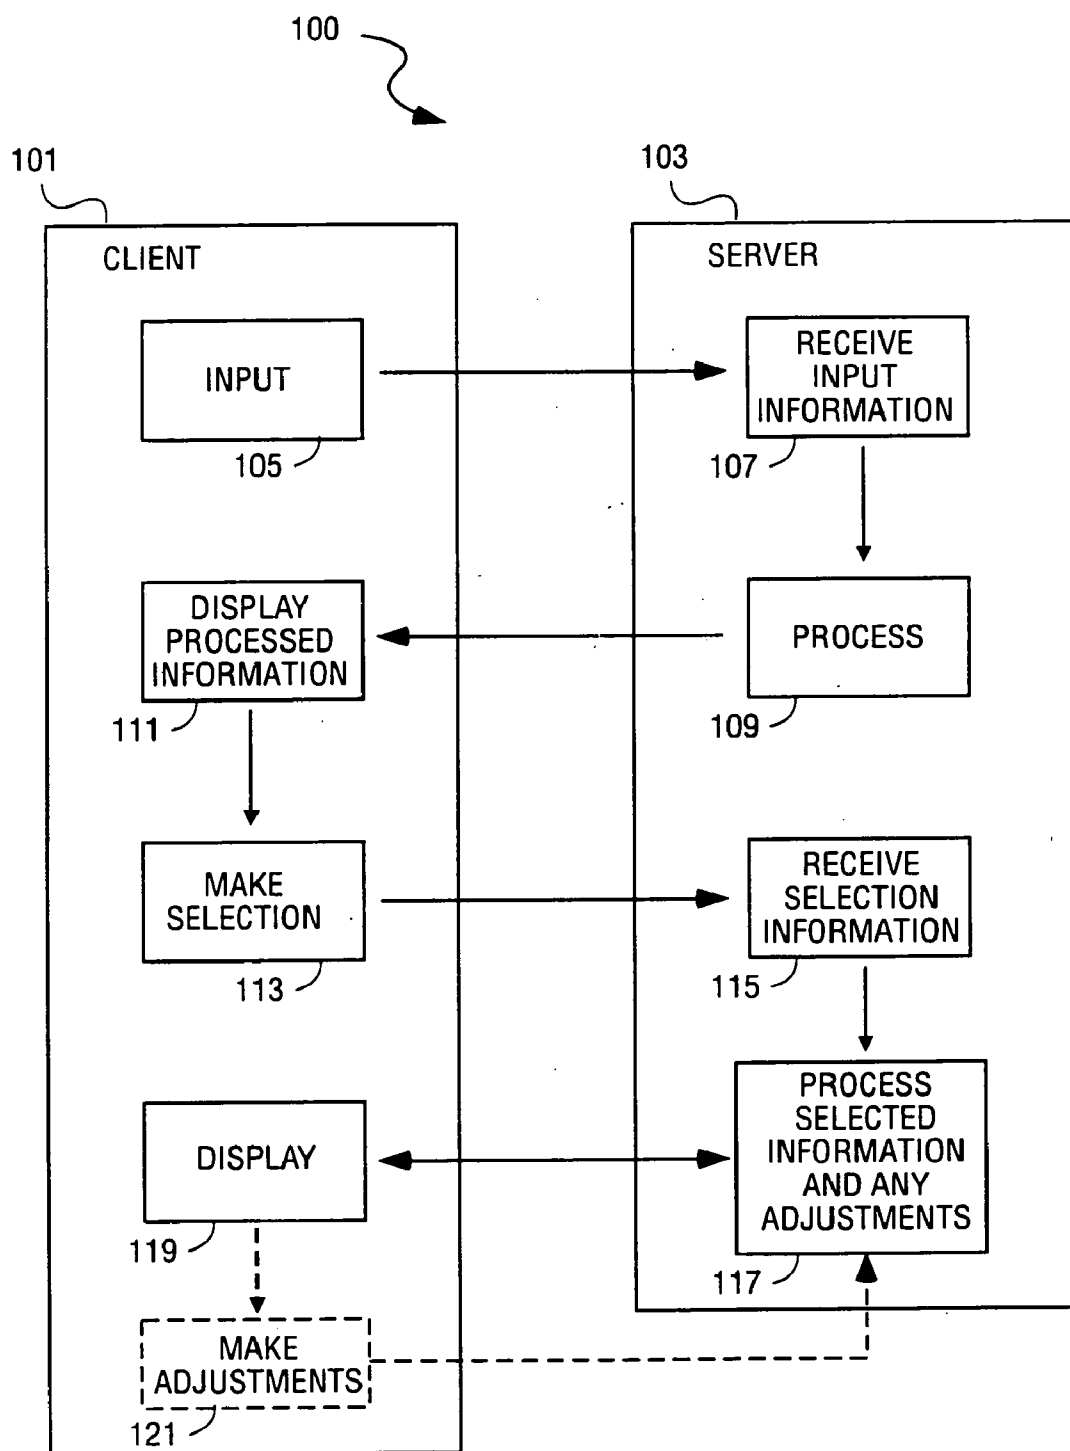 100
101
103
CLIENT
SERVER
INPUT
105
RECEIVE
INPUT
INFORMATION
107
DISPLAY
PROCESSED
INFORMATION
111
PROCESS
109
MAKE
SELECTION
113
RECEIVE
SELECTION
INFORMATION
115
DISPLAY
119
PROCESS
SELECTED
INFORMATION
AND ANY
ADJUSTMENTS
117
MAKE
ADJUSTMENTS
121